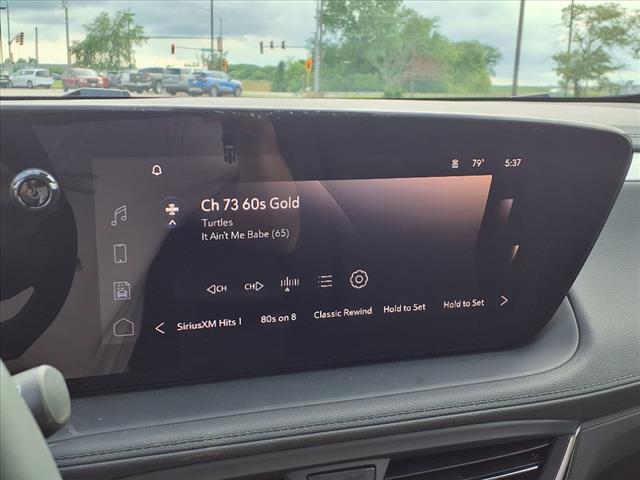 79° 5:37
Ch 73 60s Gold
Turtles
It Ain't Me Babe (65)
CH CH
SiriusXM Hits 1 80s on 8 Classic Rewind Hold to Set Hold to Set